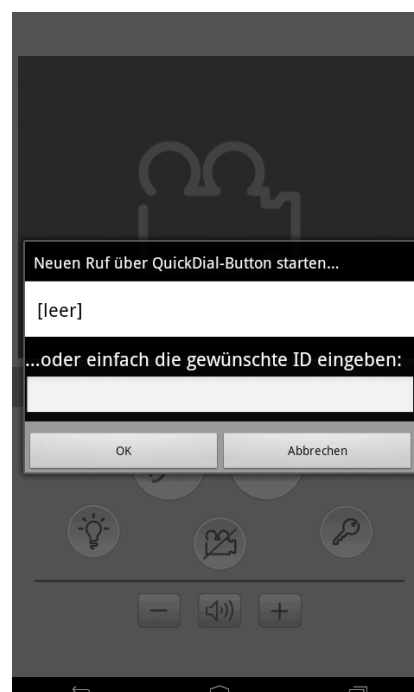 Neuen Ruf über QuickDial-Button starten...
[leer]
...oder einfach die gewünschte ID eingeben:
OK
Abbrechen